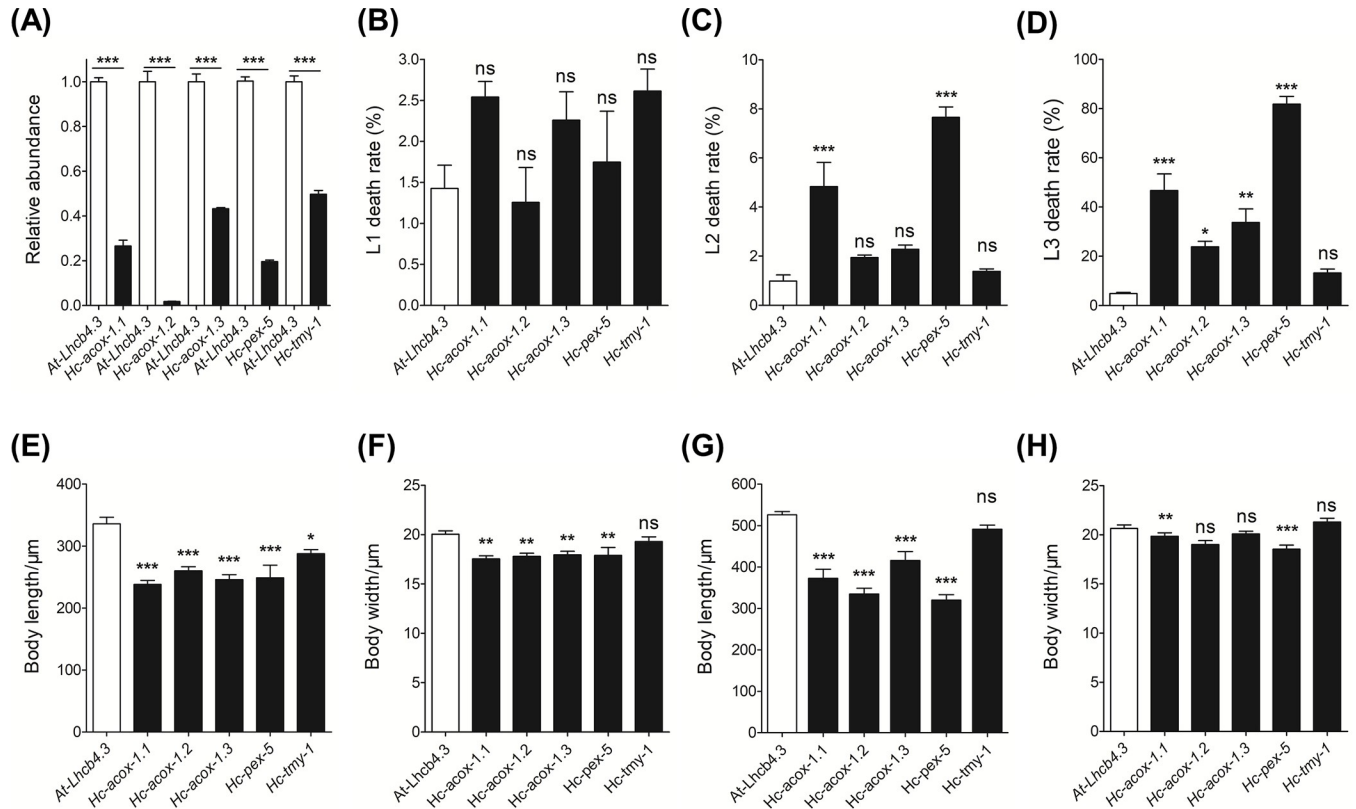 (A)
Relative abundance
1.0
0.8
0.6
0.4
0.2
0.0
*** *** *** *** ***
At-Lhcb4.3
Hc-acox-1.1
At-Lhcb4.3
Hc-acox-1.2
At-Lhcb4.3
Hc-acox-1.3
At-Lhcb4.3
Hc-pex-5
At-Lhcb4.3
Hc-tmy-1
(B)
L1 death rate (%)
3.0
2.5
2.0
1.5
1.0
0.5
0.0
ns ns ns ns ns
At-Lhcb4.3
Hc-acox-1.1
Hc-acox-1.2
Hc-acox-1.3
Hc-pex-5
Hc-tmy-1
(C)
L2 death rate (%)
10
8
6
4
2
0
*** ns ns *** ns
At-Lhcb4.3
Hc-acox-1.1
Hc-acox-1.2
Hc-acox-1.3
Hc-pex-5
Hc-tmy-1
(D)
L3 death rate (%)
100
80
60
40
20
0
*** * ** *** ns
At-Lhcb4.3
Hc-acox-1.1
Hc-acox-1.2
Hc-acox-1.3
Hc-pex-5
Hc-tmy-1
(E)
Body length/μm
400
300
200
100
0
*** *** *** *** *
At-Lhcb4.3
Hc-acox-1.1
Hc-acox-1.2
Hc-acox-1.3
Hc-pex-5
Hc-tmy-1
(F)
Body width/μm
25
20
15
10
5
0
** ** ** ** ns
At-Lhcb4.3
Hc-acox-1.1
Hc-acox-1.2
Hc-acox-1.3
Hc-pex-5
Hc-tmy-1
(G)
Body length/μm
600
500
400
300
200
100
0
*** *** *** *** ns
At-Lhcb4.3
Hc-acox-1.1
Hc-acox-1.2
Hc-acox-1.3
Hc-pex-5
Hc-tmy-1
(H)
Body width/μm
25
20
15
10
5
0
** ns ns *** ns
At-Lhcb4.3
Hc-acox-1.1
Hc-acox-1.2
Hc-acox-1.3
Hc-pex-5
Hc-tmy-1